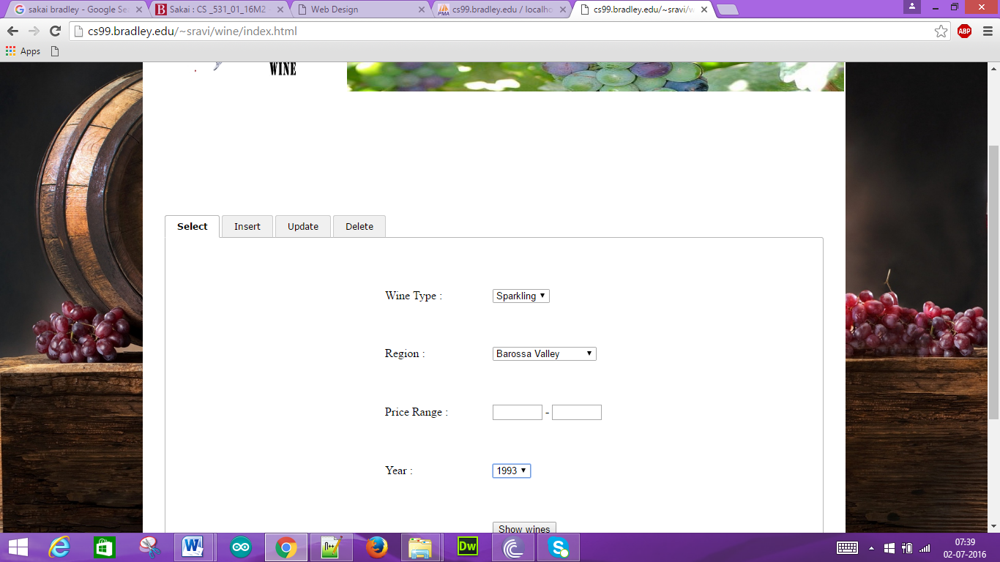 sakai bradley - Google Se
Sakai : CS _531_01_16M2
Web Design
cs99.bradley.edu / localho
cs99.bradley.edu/~sravi/w
cs99.bradley.edu/~sravi/wine/index.html
ABP
Apps
WINE
Select
Insert
Update
Delete
Wine Type :
Sparkling
Region :
Barossa Valley
Price Range :
-
Year :
1993
Show wines
Dw
07:39
02-07-2016